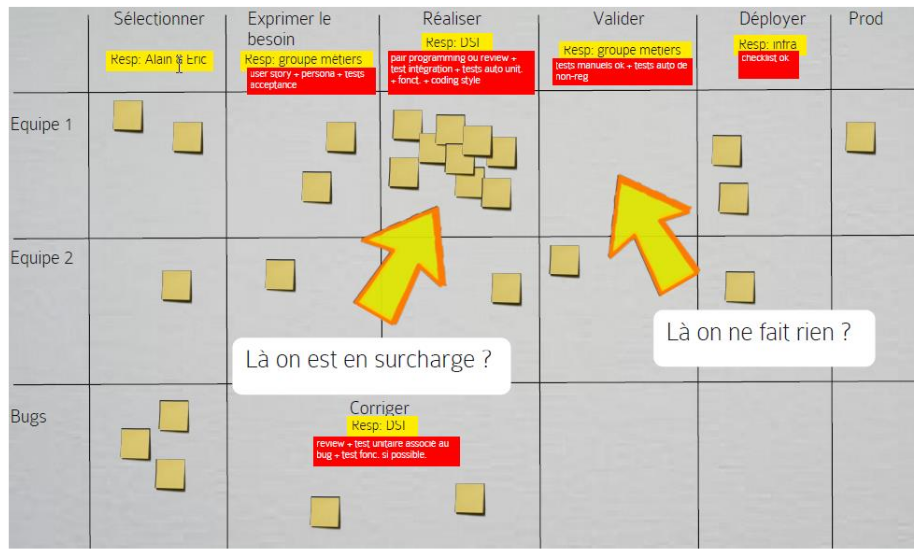 Sélectionner
Exprimer le
besoin
Réaliser
Valider
Déployer
Prod
Resp: Alain & Eric
Resp: groupe métiers
user story + persona + tests
acceptance
Resp: DSI
pair programming ou review +
test intégration + tests auto unit.
+ fonct. + coding style
Resp: groupe metiers
tests manuels ok + tests auto de
non-reg
Resp: infra
checklist ok
Equipe 1
Equipe 2
Là on est en surcharge ?
Là on ne fait rien ?
Bugs
Corriger
Resp: DSI
review + test unitaire associé au
bug + test fonc. si possible.